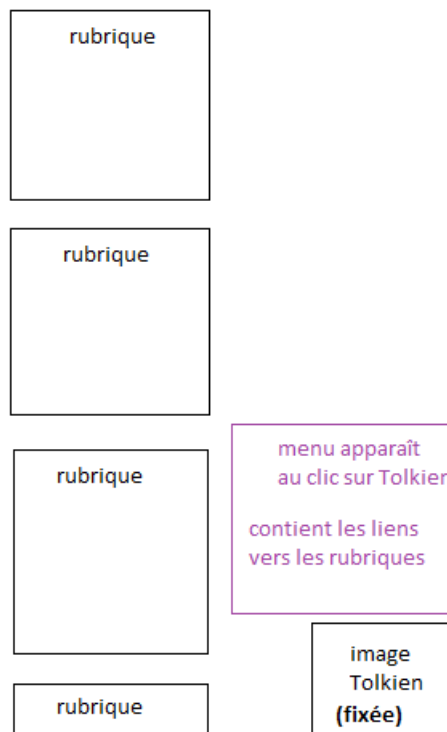 rubrique
rubrique
rubrique
menu apparaît
au clic sur Tolkien
contient les liens
vers les rubriques
image
Tolkien
(fixée)
rubrique